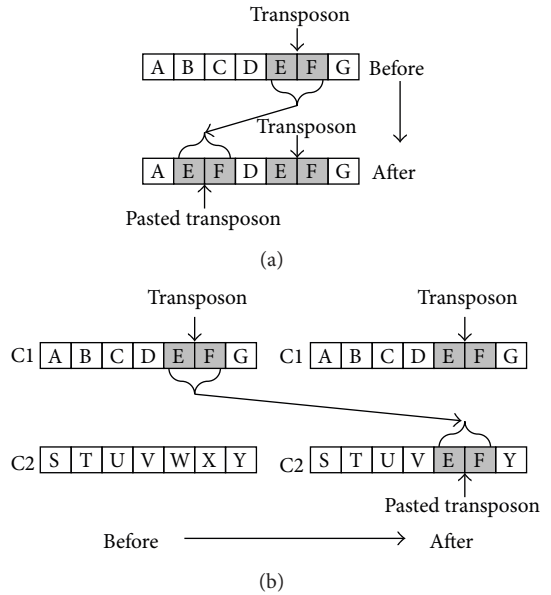 Transposon
A B C D E F G Before
Transposon
A E F D E F G After
Pasted transposon
(a)
Transposon Transposon
C1 A B C D E F G C1 A B C D E F G
C2 S T U V W X Y C2 S T U V E F Y
Pasted transposon
Before After
(b)